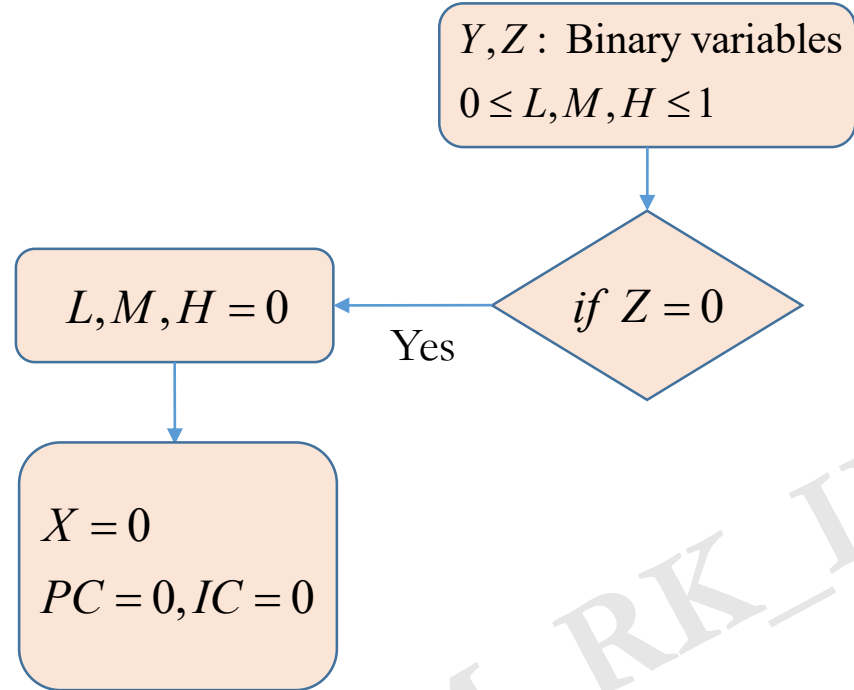 Y, Z : Binary variables
0 ≤ L, M, H ≤ 1
if Z = 0
Yes
L, M, H = 0
X = 0
PC = 0, IC = 0